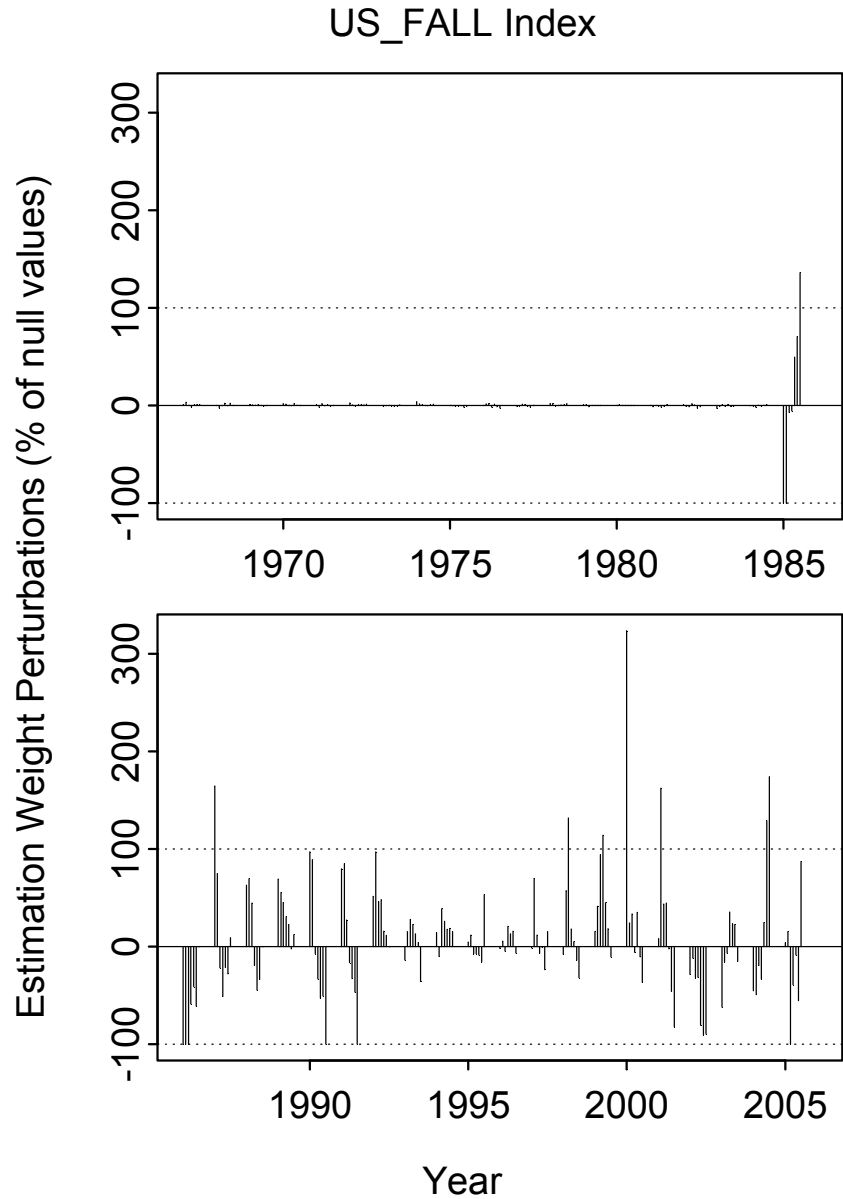 US_FALL Index
Estimation Weight Perturbations (% of null values)
300
200
100
0
-100
1970 1975 1980 1985
300
200
100
0
-100
1990 1995 2000 2005
Year